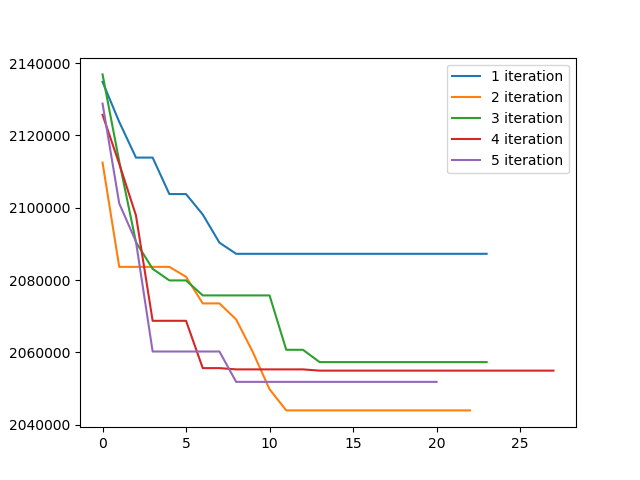 2140000
2120000
2100000
2080000
2060000
2040000
0 5 10 15 20 25
1 iteration
2 iteration
3 iteration
4 iteration
5 iteration